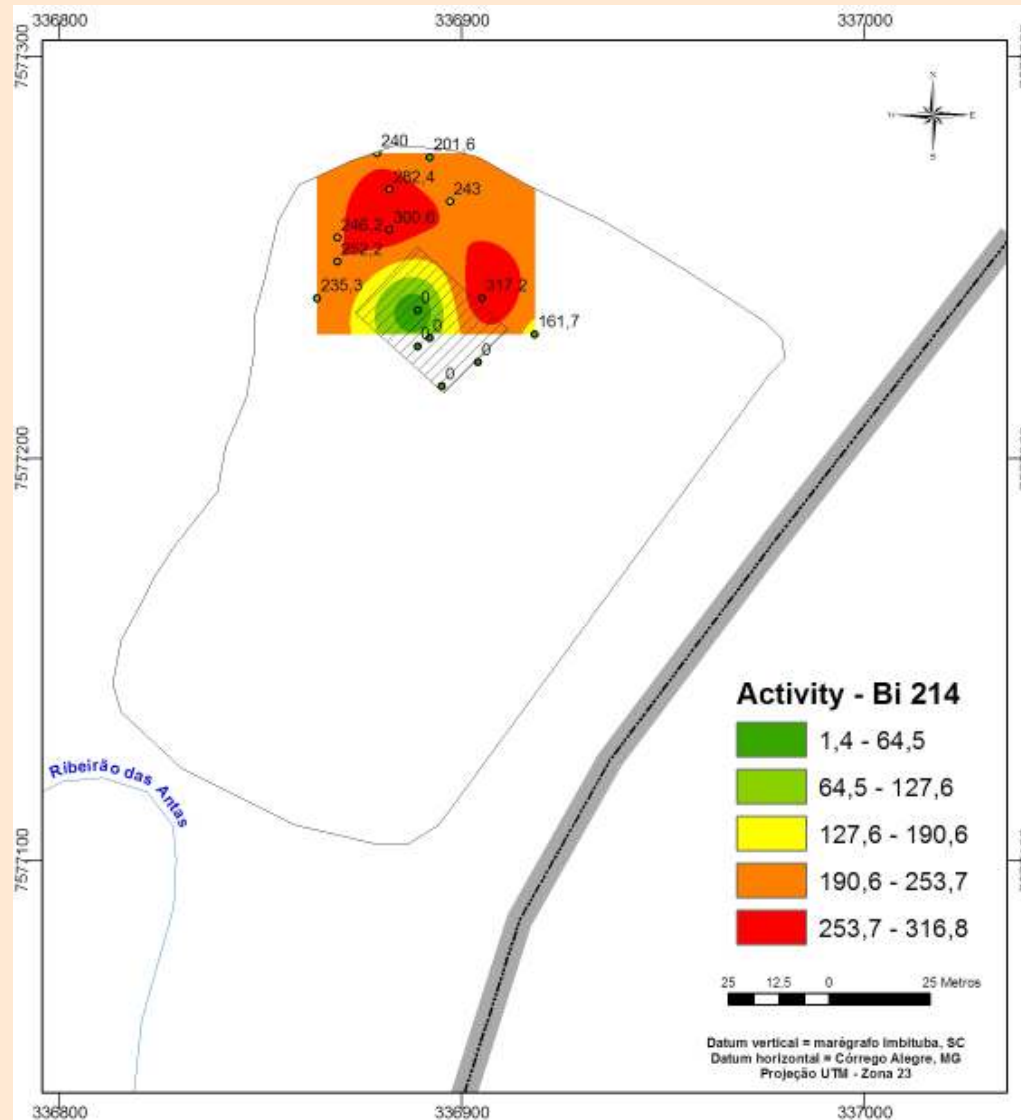 336800 336900 337000
7577300
N
W E
S
240 201,6
282,4 243
300,6
246,2
252,2
235,3 317,2
0
161,7
0 0
0
0
7577200
Ribeirão das Antas
7577100
Activity - Bi 214
1,4 - 64,5
64,5 - 127,6
127,6 - 190,6
190,6 - 253,7
253,7 - 316,8
25 12,5 0 25 Metros
Datum vertical = marégrafo Imbituba, SC
Datum horizontal = Córrego Alegre, MG
Projeção UTM - Zona 23
336800 336900 337000